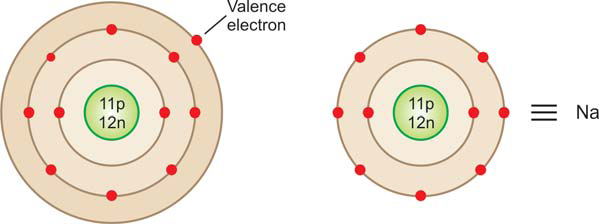 Valence
electron
11p
12n
11p
12n
≡ Na